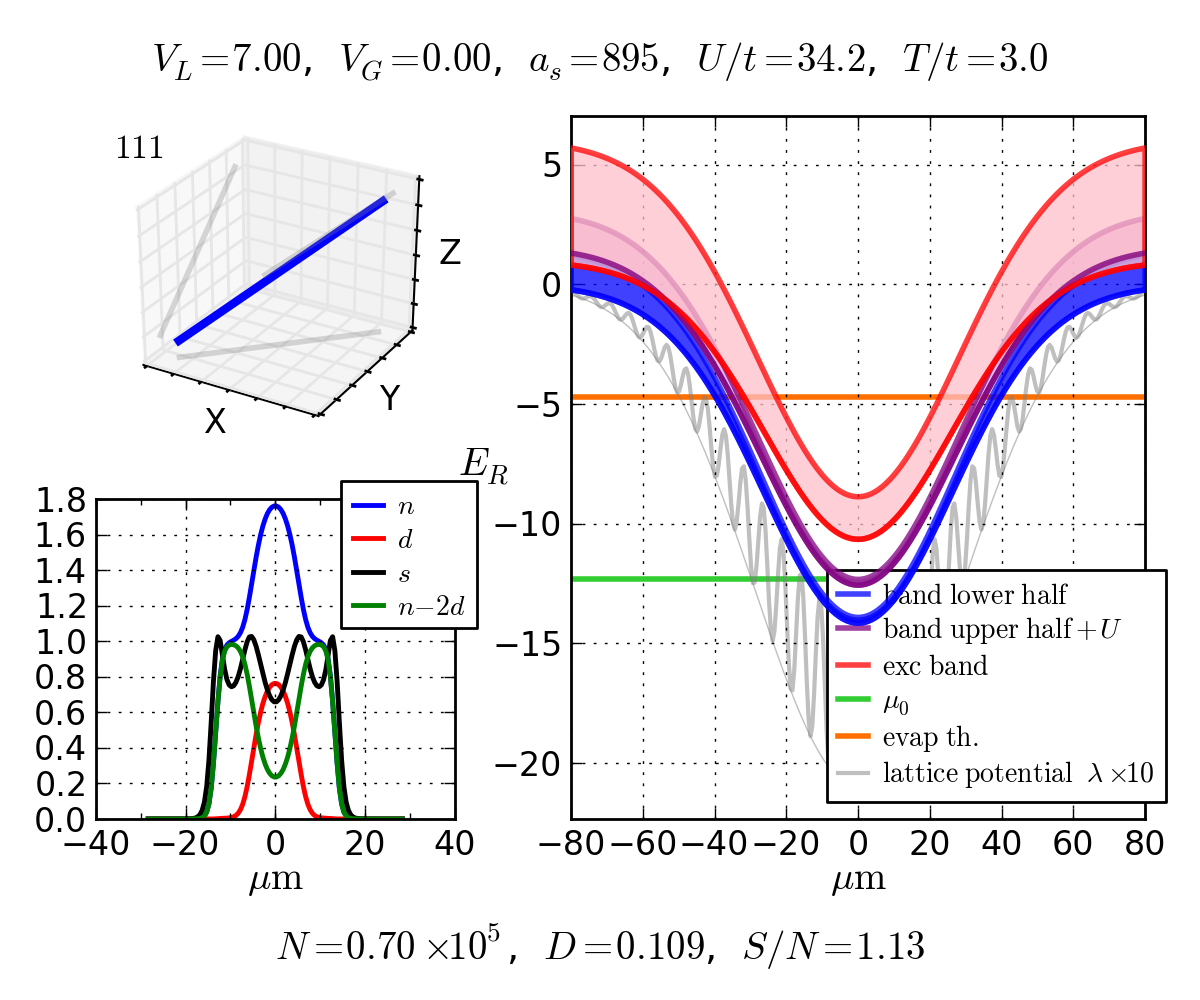 V_L=7.00, V_G=0.00, a_s=895, U/t=34.2, T/t=3.0
111
Z
Y
X
E_R
1.8
1.6
1.4
1.2
1.0
0.8
0.6
0.4
0.2
0.0
n
d
s
n−2d
−40 −20 0 20 40
μm
5
0
−5
−10
−15
−20
band lower half
band upper half+U
exc band
μ_0
evap th.
lattice potential λ×10
−80 −60 −40 −20 0 20 40 60 80
μm
N=0.70×10^5, D=0.109, S/N=1.13